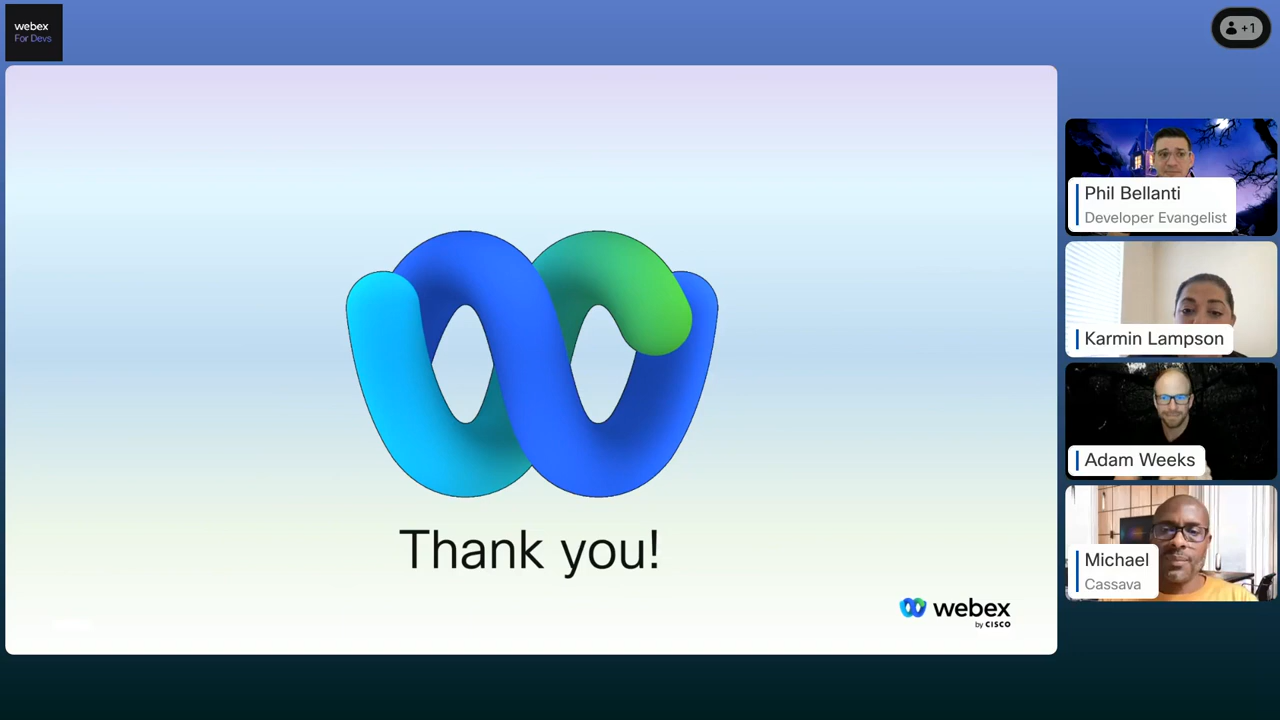 webex
For Devs
+1
Thank you!
webex
by CISCO
Phil Bellanti
Developer Evangelist
Karmin Lampson
Adam Weeks
Michael
Cassava